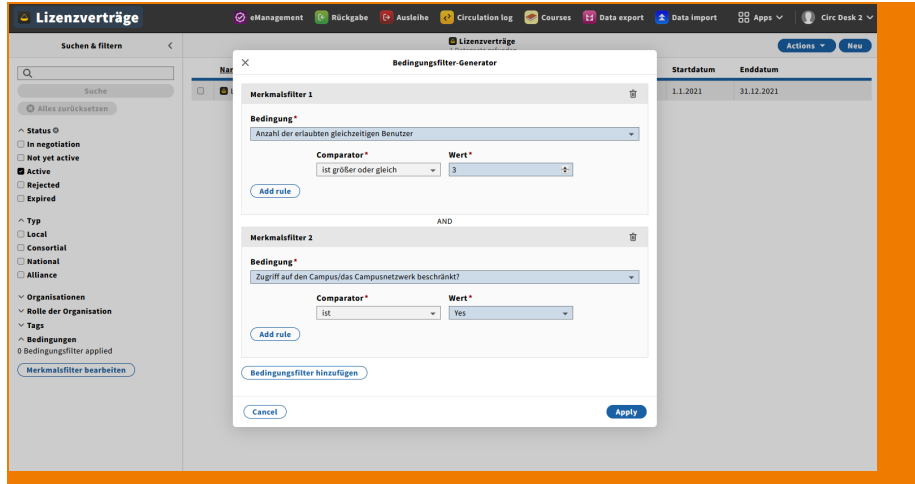 Lizenzverträge
eManagement Rückgabe Ausleihe Circulation log Courses Data export Data import Apps Circ Desk 2
Suchen & filtern
Lizenzverträge
Actions Neu
Suche
Alles zurücksetzen
Status
In negotiation
Not yet active
Active
Rejected
Expired
Typ
Local
Consortial
National
Alliance
Organisationen
Rolle der Organisation
Tags
Bedingungen
0 Bedingungsfilter applied
Merkmalsfilter bearbeiten
Startdatum Enddatum
1.1.2021 31.12.2021
Bedingungsfilter-Generator
Merkmalsfilter 1
Bedingung*
Anzahl der erlaubten gleichzeitigen Benutzer
Comparator* Wert*
ist größer oder gleich 3
Add rule
AND
Merkmalsfilter 2
Bedingung*
Zugriff auf den Campus/das Campusnetzwerk beschränkt?
Comparator* Wert*
ist Yes
Add rule
Bedingungsfilter hinzufügen
Cancel Apply